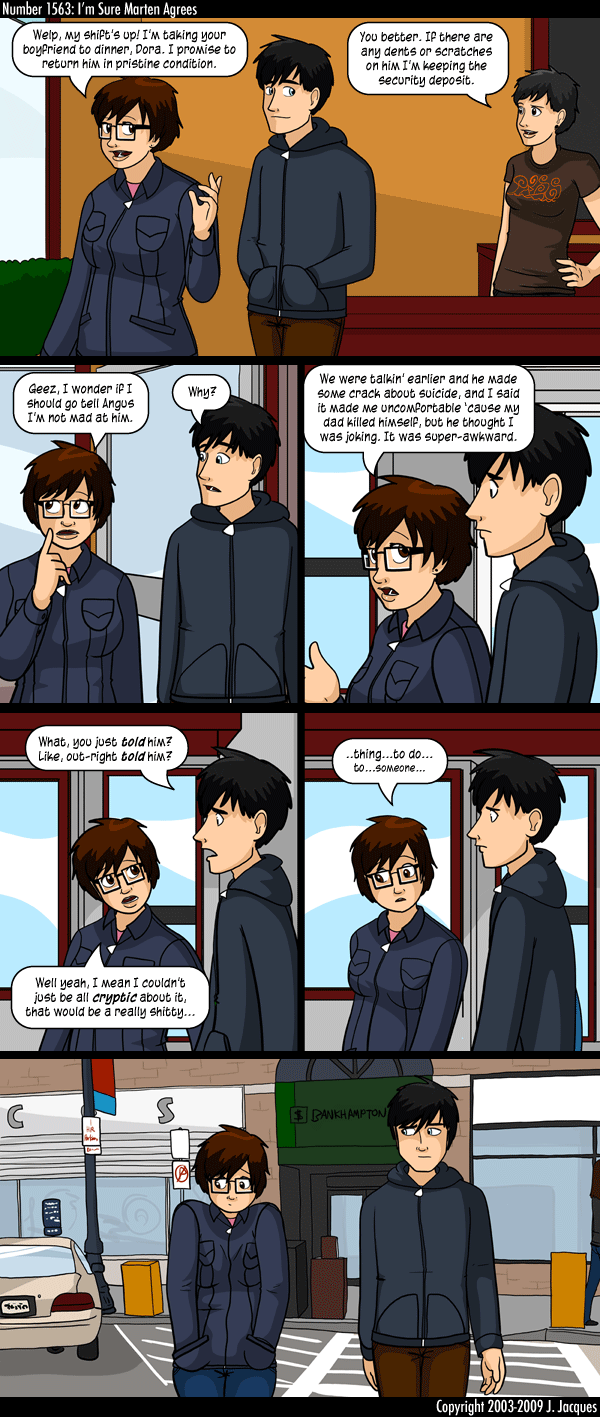 Number 1563: I'm Sure Marten Agrees
Welp, my shift's up! I'm taking your
boyfriend to dinner, Dora. I promise to
return him in pristine condition.
You better. If there are
any dents or scratches
on him I'm keeping the
security deposit.
Geez, I wonder if I
should go tell Angus
I'm not mad at him.
Why?
We were talkin' earlier and he made
some crack about suicide, and I said
it made me uncomfortable 'cause my
dad killed himself, but he thought I
was joking. It was super-awkward.
What, you just told him?
Like, out-right told him?
Well yeah, I mean I couldn't
just be all cryptic about it,
that would be a really shitty...
..thing...to do...
to...someone...
C S
$ BANKHAMPTON
P
Copyright 2003-2009 J. Jacques